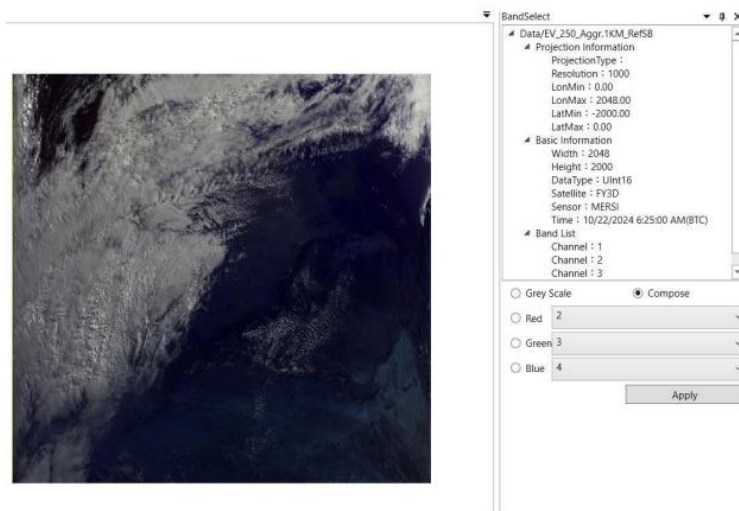 BandSelect
Data/EV_250_Aggr.1KM_RefSB
Projection Information
ProjectionType：
Resolution：1000
LonMin：0.00
LonMax：2048.00
LatMin：-2000.00
LatMax：0.00
Basic Information
Width：2048
Height：2000
DataType：UInt16
Satellite：FY3D
Sensor：MERSI
Time：10/22/2024 6:25:00 AM(BTC)
Band List
Channel：1
Channel：2
Channel：3
Grey Scale Compose
Red 2
Green 3
Blue 4
Apply